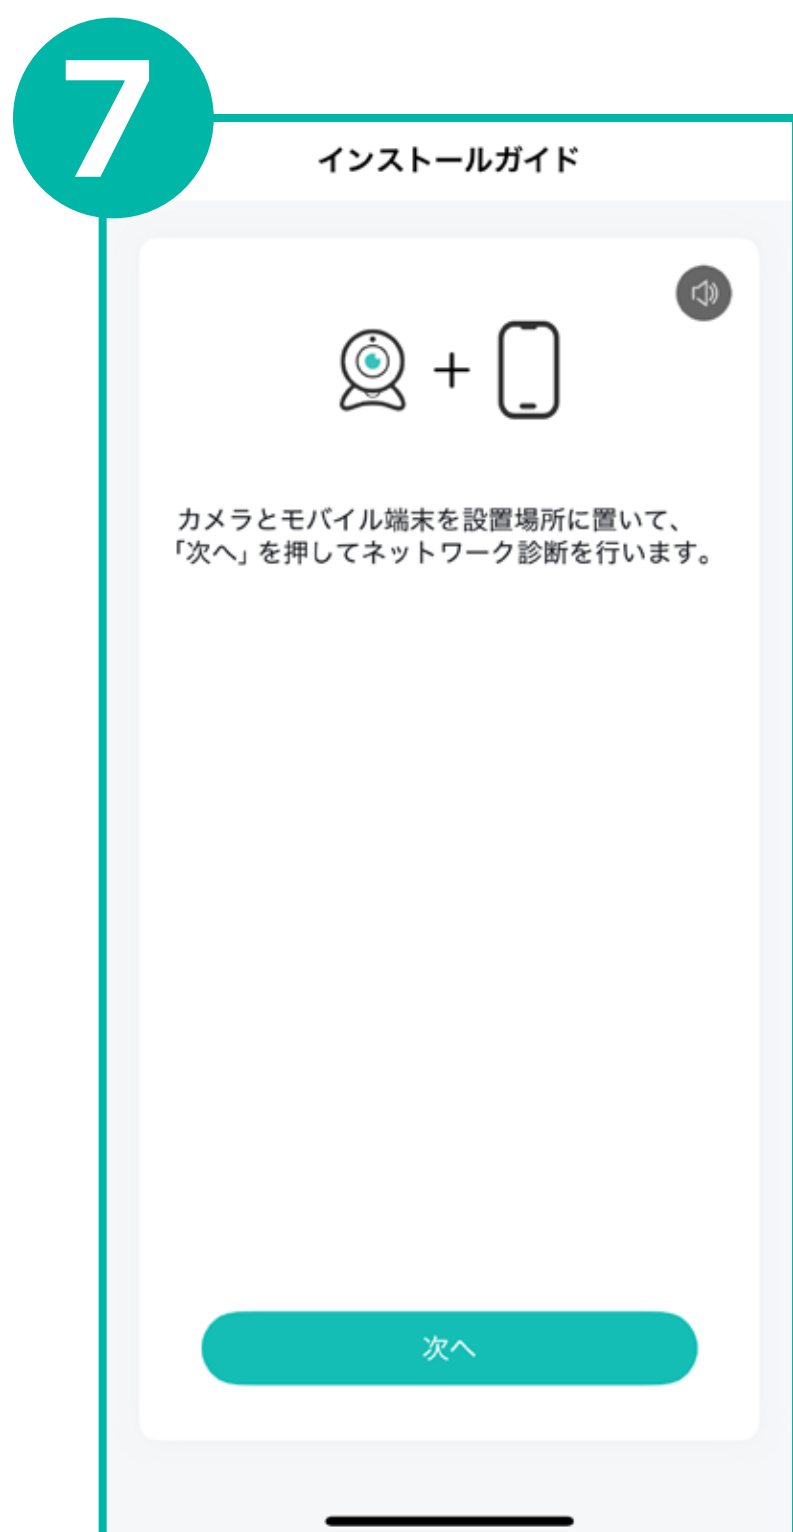 7
インストールガイド
カメラとモバイル端末を設置場所に置いて、
「次へ」を押してネットワーク診断を行います。
次へ